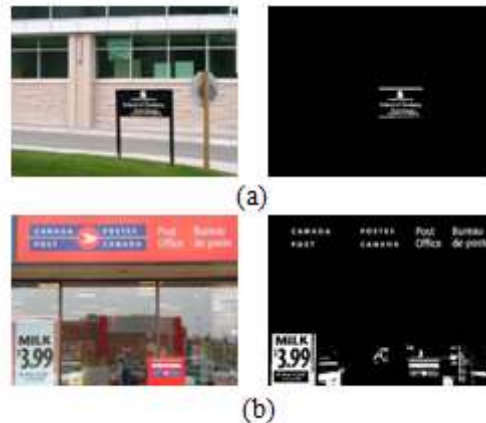 (a)
CANADA POSTES Post Bureau
POST CANADA Office de poste
MILK
$3.99
CANADA POSTES Post Bureau
POST CANADA Office de poste
MILK
$3.99
(b)